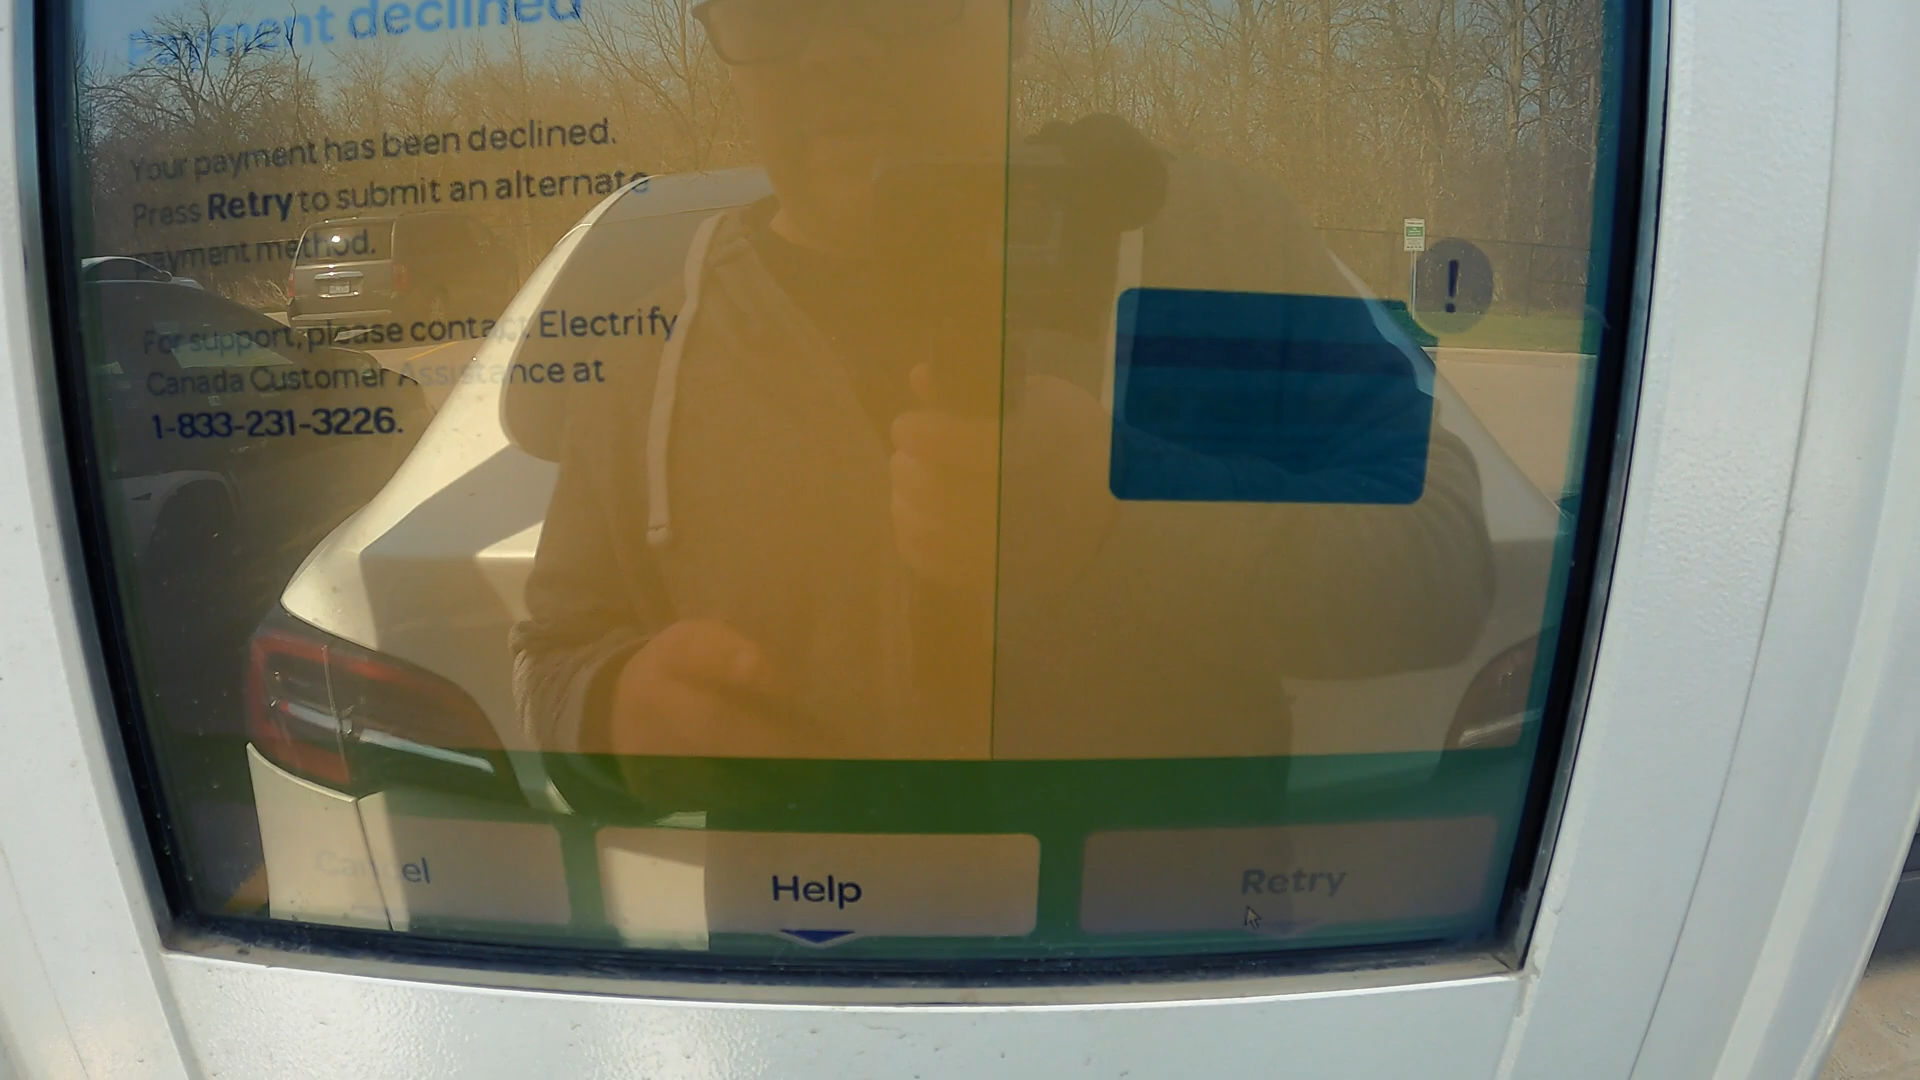 Payment declined
Your payment has been declined.
Press Retry to submit an alternate
payment method.
For support, please contact Electrify
Canada Customer Assistance at
1-833-231-3226.
!
Cancel
Help
Retry